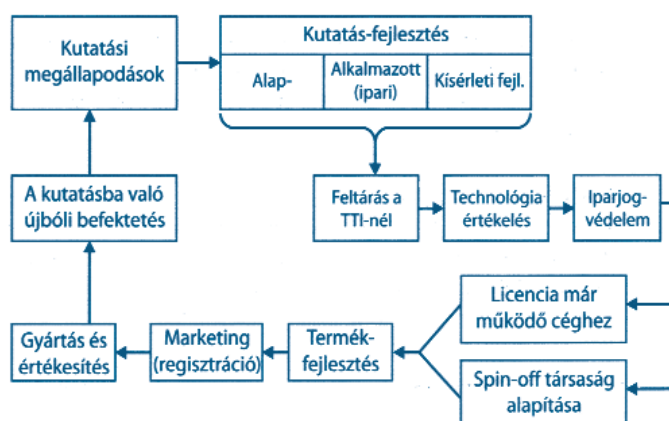 Kutatási
megállapodások
Kutatás-fejlesztés
Alap-
Alkalmazott
(ipari)
Kísérleti fejl.
Feltárás a
TTI-nél
Technológia
értékelés
Iparjog-
védelem
A kutatásba való
újbóli befektetés
Licencia már
működő céghez
Spin-off társaság
alapítása
Termék-
fejlesztés
Marketing
(regisztráció)
Gyártás és
értékesítés